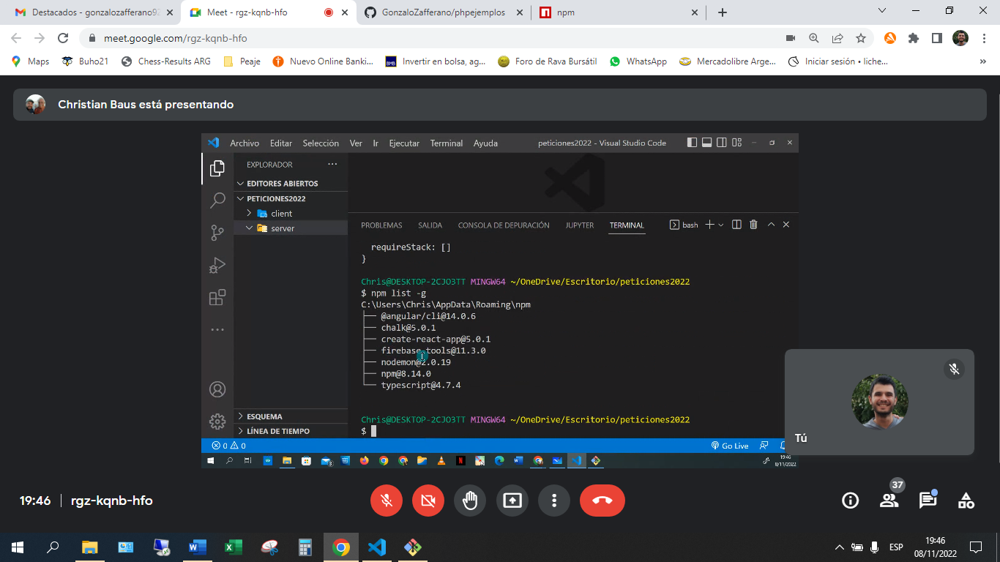 Destacados - gonzalozafferano92
Meet - rgz-kqnb-hfo
GonzaloZafferano/phpejemplos
npm
meet.google.com/rgz-kqnb-hfo
Maps
Buho21
Chess-Results ARG
Peaje
Nuevo Online Banki...
Invertir en bolsa, ag...
Foro de Rava Bursátil
WhatsApp
Mercadolibre Arge...
Iniciar sesión • liche...
»
Christian Baus está presentando
Archivo Editar Selección Ver Ir Ejecutar Terminal Ayuda
peticiones2022 - Visual Studio Code
EXPLORADOR
EDITORES ABIERTOS
PETICIONES2022
client
server
ESQUEMA
LÍNEA DE TIEMPO
PROBLEMAS SALIDA CONSOLA DE DEPURACIÓN JUPYTER TERMINAL
bash
requireStack: []
}
Chris@DESKTOP-2CJO3TT MINGW64 ~/OneDrive/Escritorio/peticiones2022
$ npm list -g
C:\Users\Chris\AppData\Roaming\npm
├── @angular/cli@14.0.6
├── chalk@5.0.1
├── create-react-app@5.0.1
├── firebase-tools@11.3.0
├── nodemon@2.0.19
├── npm@8.14.0
└── typescript@4.7.4
Chris@DESKTOP-2CJO3TT MINGW64 ~/OneDrive/Escritorio/peticiones2022
$
0 0
Go Live
3
19:46
8/11/2022
Tú
19:46 | rgz-kqnb-hfo
37
ESP
19:46
08/11/2022